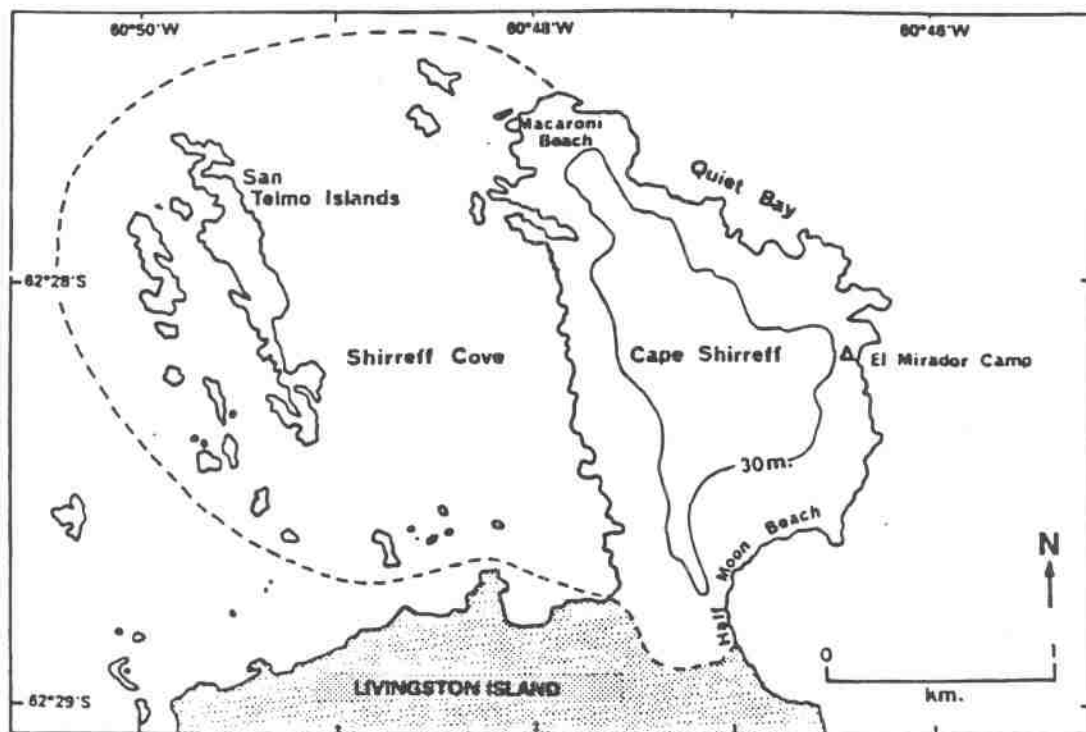 60°50'W
60°48'W
60°46'W
Macaroni
Beach
Quiet Bay
San
Telmo Islands
62°28'S
Shirreff Cove
Cape Shirreff
El Mirador Camp
30m.
Half Moon Beach
N
0 1
km.
LIVINGSTON ISLAND
62°29'S